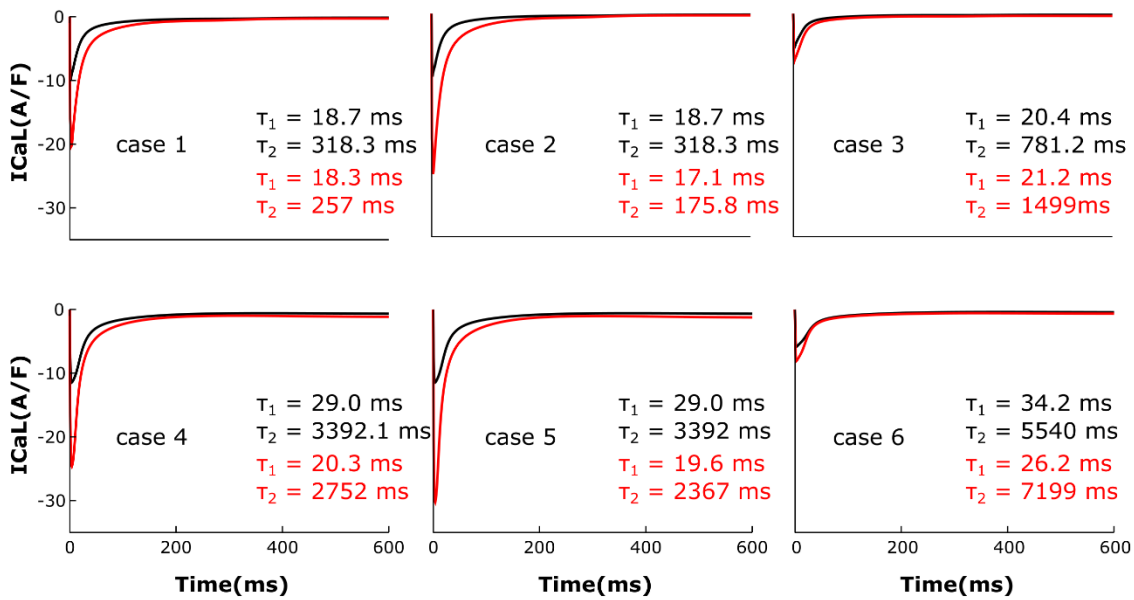 0
-10
-20
-30
ICaL(A/F)
case 1
τ1 = 18.7 ms
τ2 = 318.3 ms
τ1 = 18.3 ms
τ2 = 257 ms
case 2
τ1 = 18.7 ms
τ2 = 318.3 ms
τ1 = 17.1 ms
τ2 = 175.8 ms
case 3
τ1 = 20.4 ms
τ2 = 781.2 ms
τ1 = 21.2 ms
τ2 = 1499ms
0
-10
-20
-30
ICaL(A/F)
case 4
τ1 = 29.0 ms
τ2 = 3392.1 ms
τ1 = 20.3 ms
τ2 = 2752 ms
0 200 400 600
Time(ms)
case 5
τ1 = 29.0 ms
τ2 = 3392 ms
τ1 = 19.6 ms
τ2 = 2367 ms
0 200 400 600
Time(ms)
case 6
τ1 = 34.2 ms
τ2 = 5540 ms
τ1 = 26.2 ms
τ2 = 7199 ms
0 200 400 600
Time(ms)